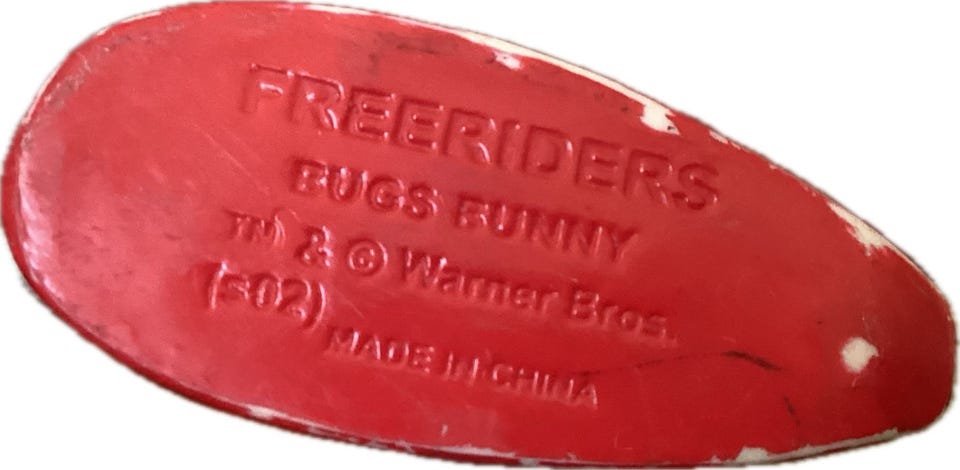 FREERIDERS
BUGS BUNNY
™ & © Warner Bros.
(s02)
MADE IN CHINA